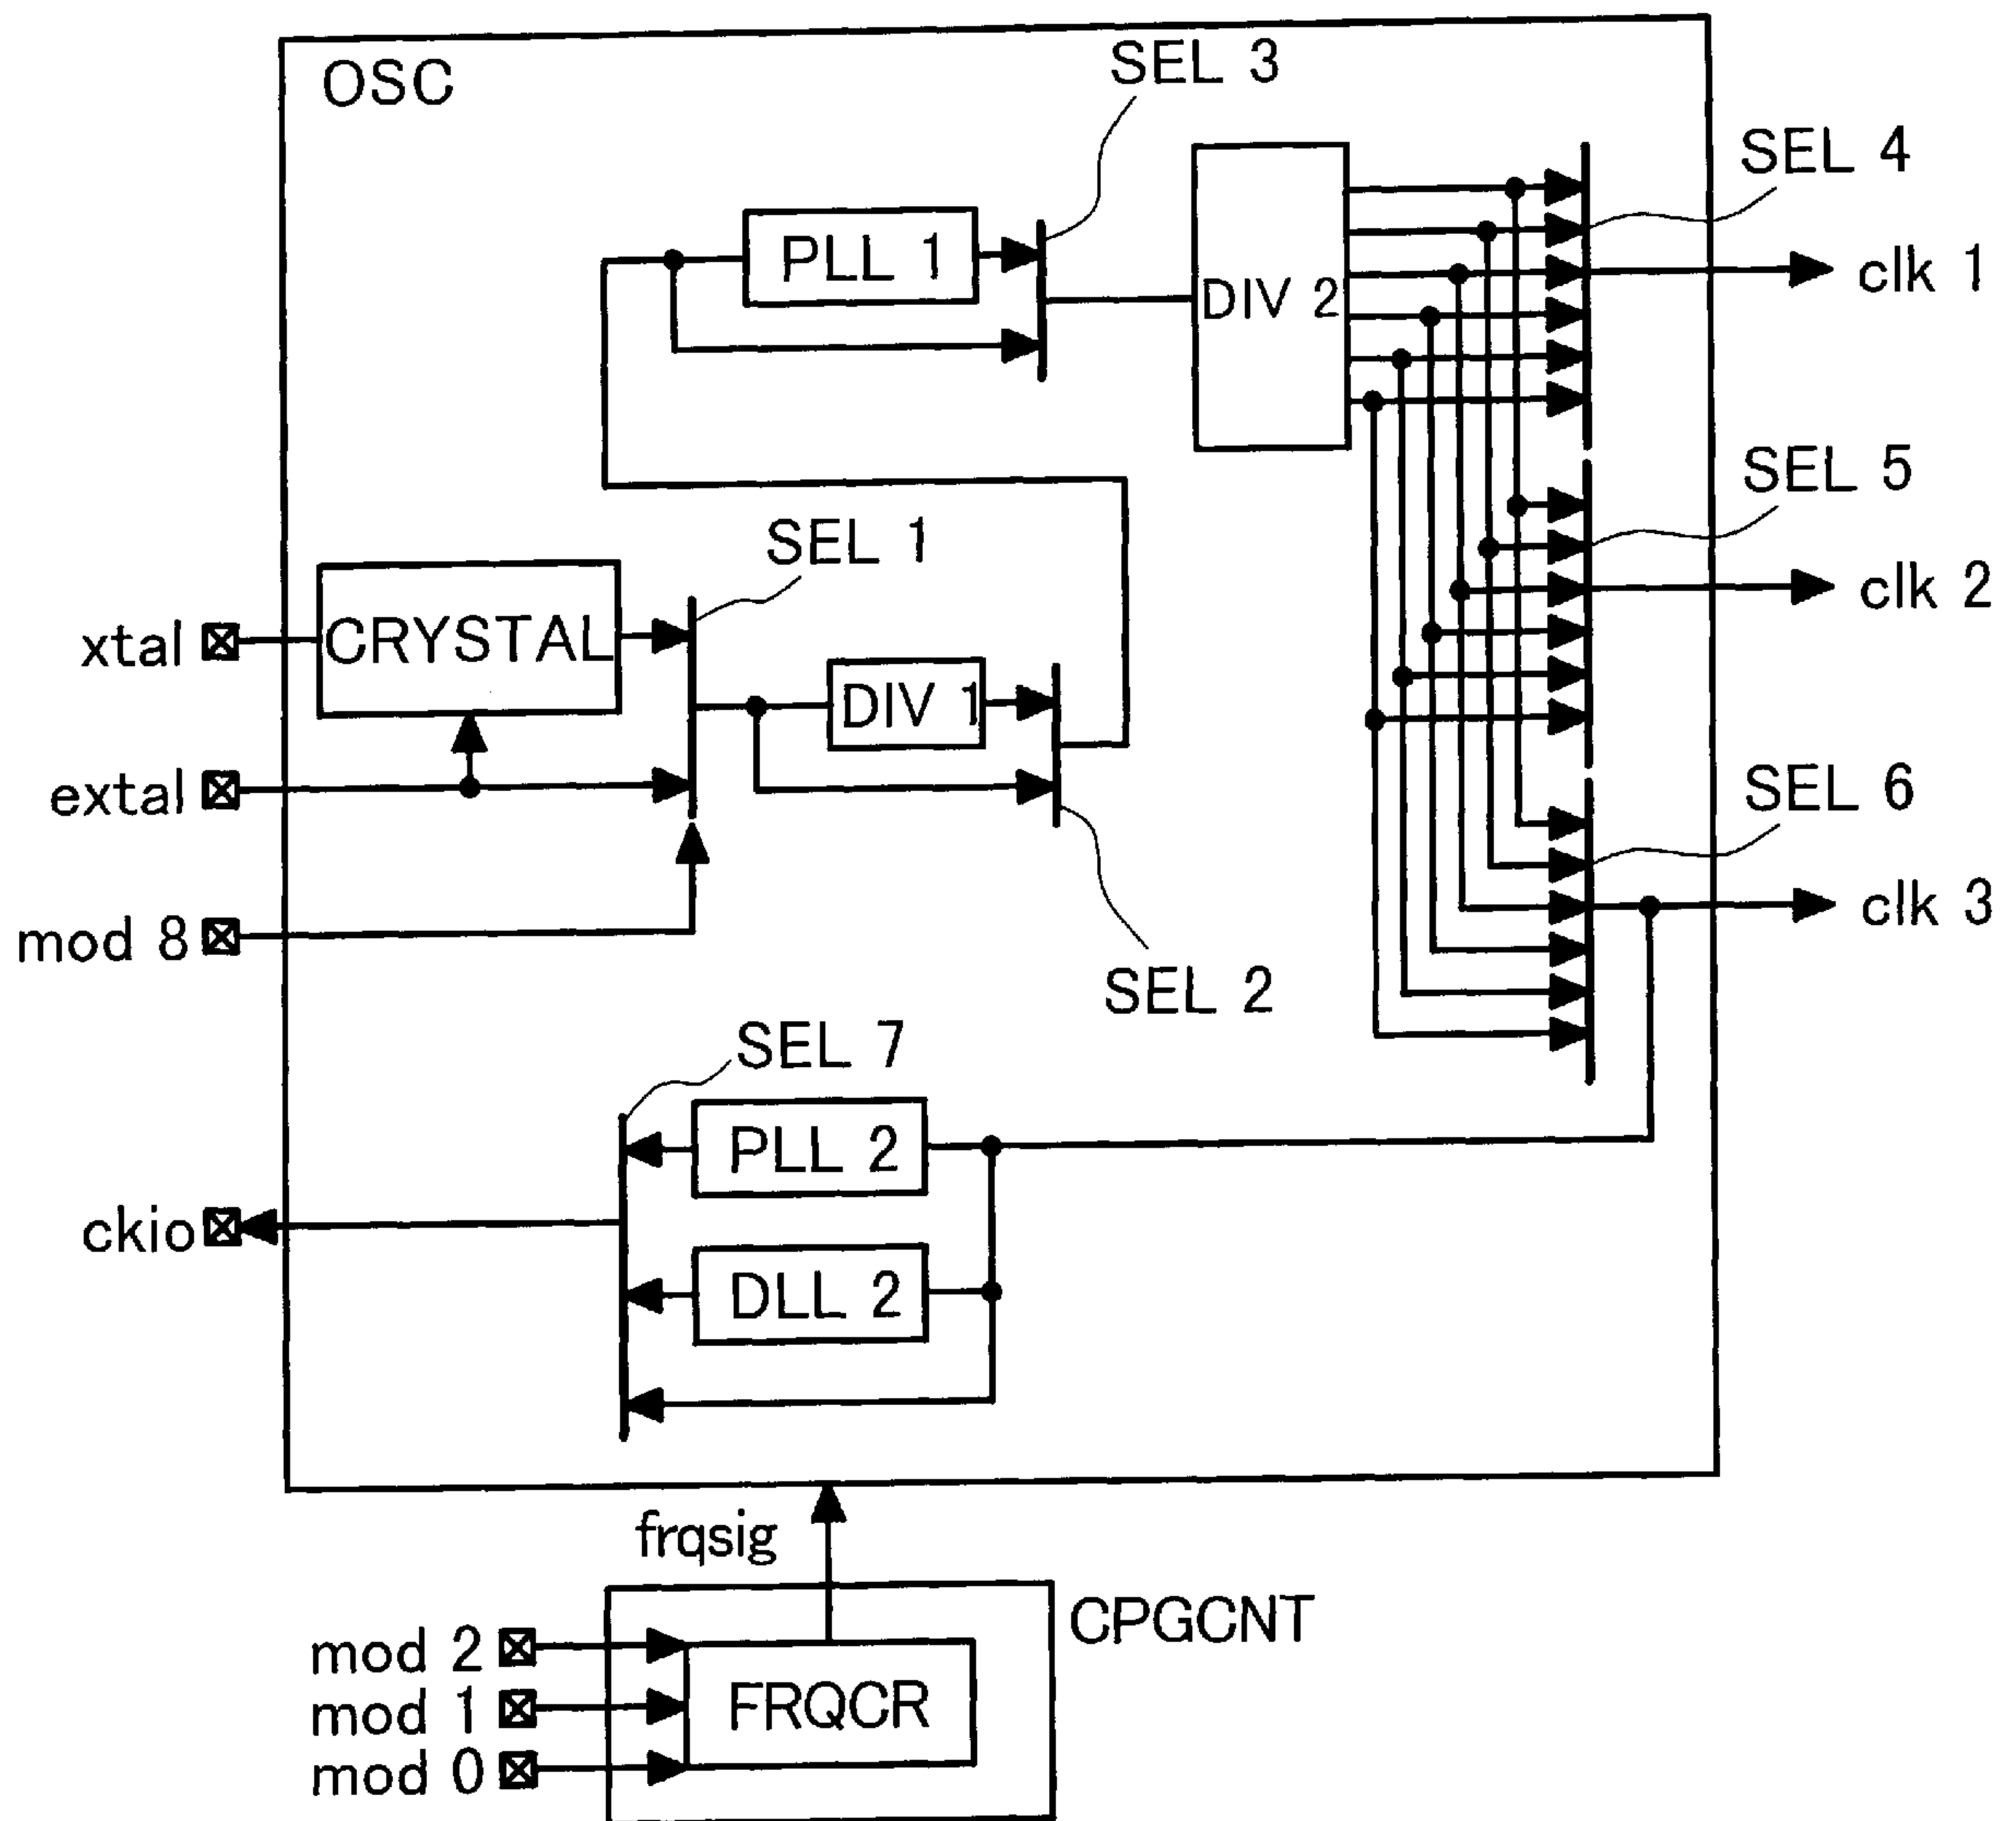 OSC
SEL 3
SEL 4
PLL 1
DIV 2
clk 1
SEL 5
SEL 1
clk 2
xtal
CRYSTAL
DIV 1
extal
SEL 6
clk 3
mod 8
SEL 2
SEL 7
PLL 2
ckio
DLL 2
frqsig
CPGCNT
mod 2
mod 1
FRQCR
mod 0